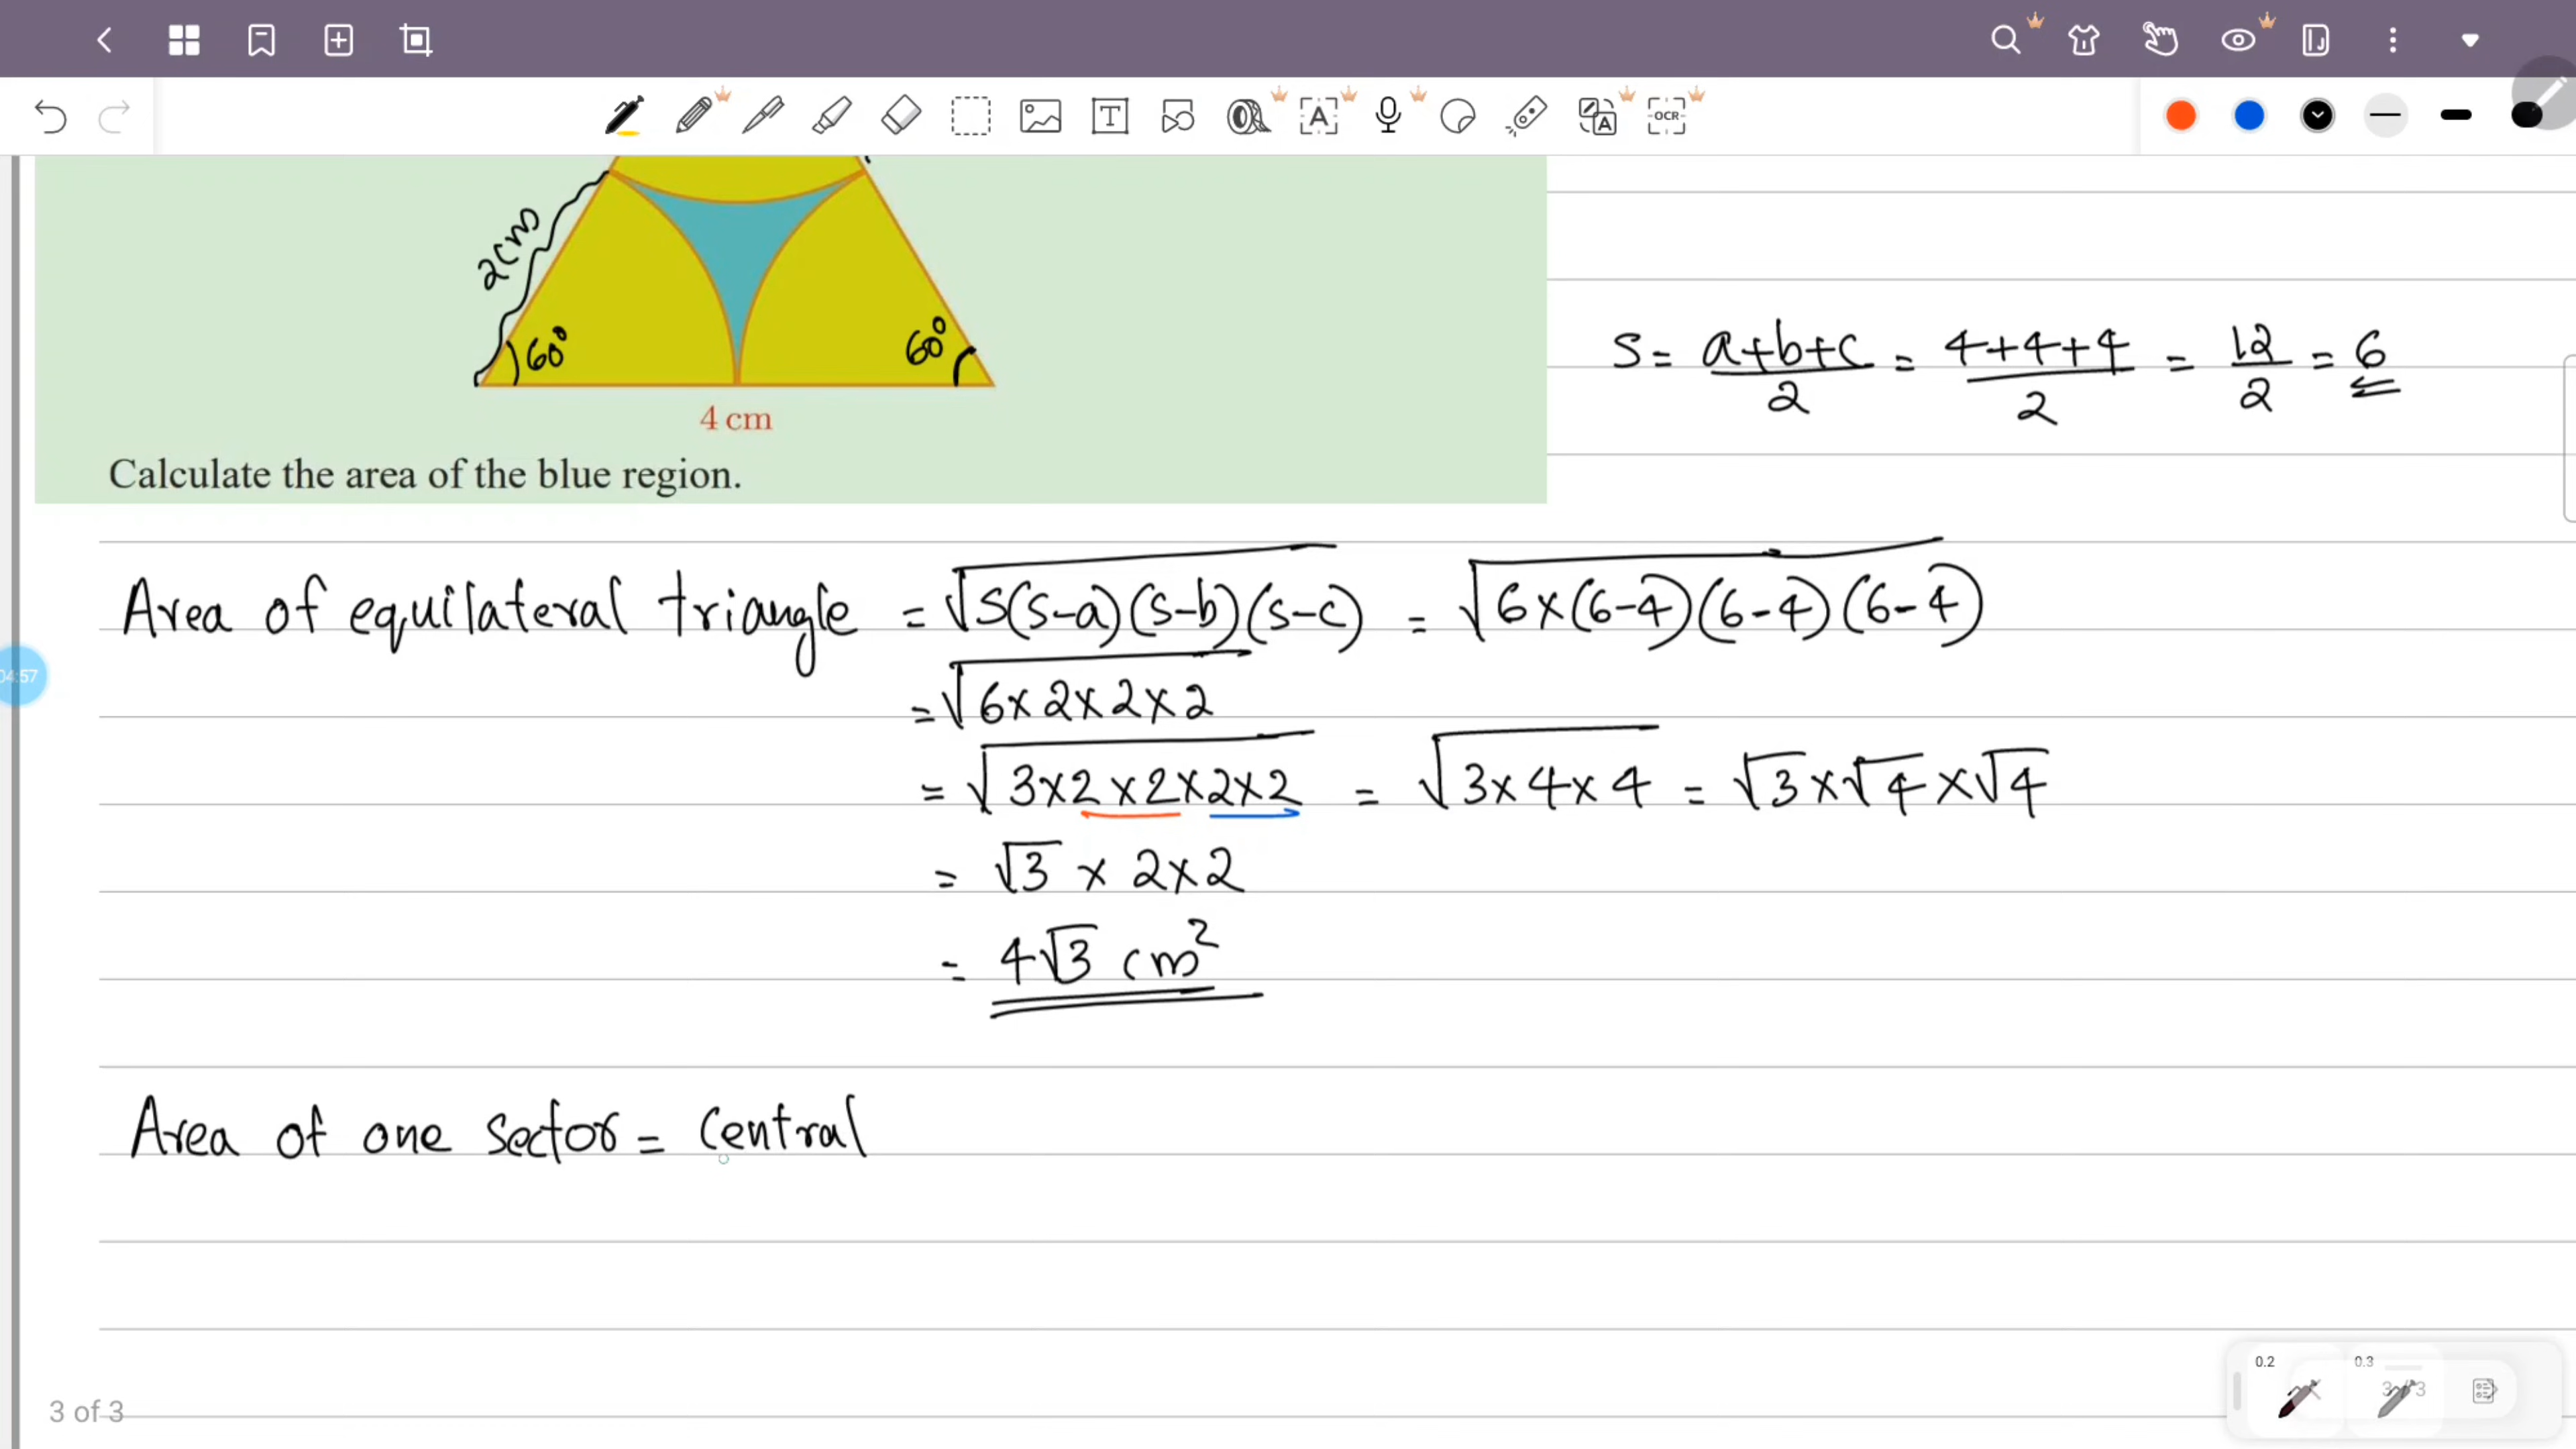 T
A
A
OCR
2cm
60°
60°
4 cm
Calculate the area of the blue region.
S = a+b+c/2 = 4+4+4/2 = 12/2 = 6
Area of equilateral triangle = √S(S-a)(S-b)(S-c) = √6×(6-4)(6-4)(6-4)
04:57
= √6×2×2×2
= √3×2×2×2×2 = √3×4×4 = √3×√4×√4
= √3 × 2×2
= 4√3 cm²
Area of one sector = Central
0.2
0.3
3 of 3